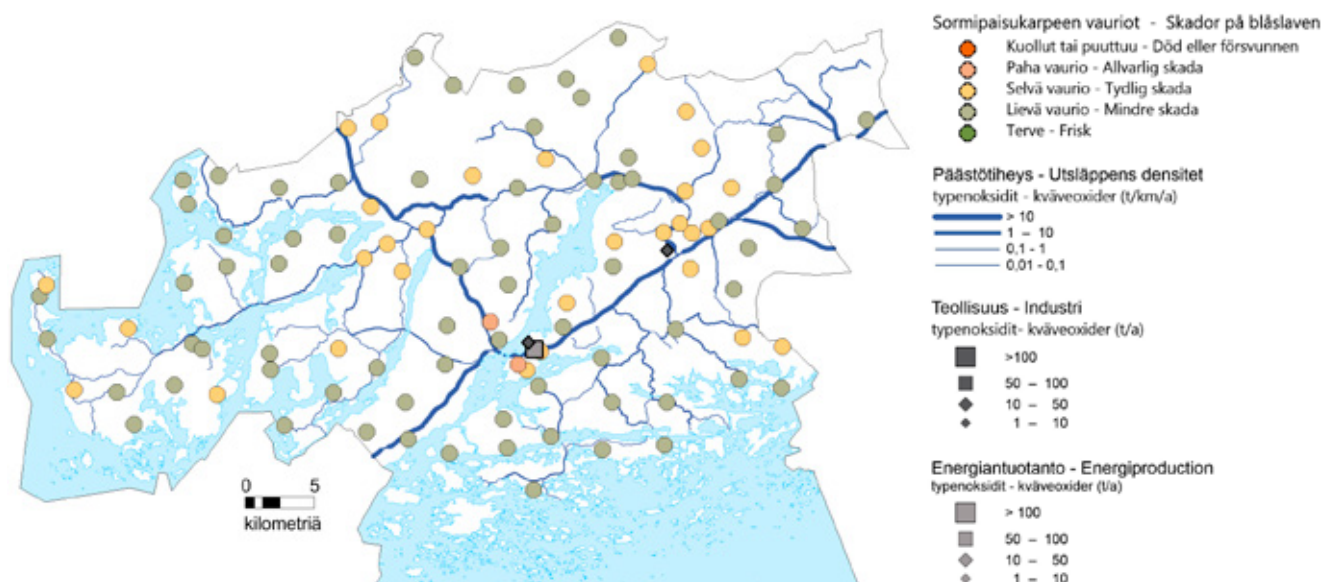 Sormipaisukarpeen vauriot - Skador på blåslaven
Kuollut tai puuttuu - Död eller försvunnen
Paha vaurio - Allvarlig skada
Selvä vaurio - Tydlig skada
Lievä vaurio - Mindre skada
Terve - Frisk
Päästötiheys - Utsläppens densitet
typenoksidit - kväveoxider (t/km/a)
> 10
1 - 10
0,1 - 1
0,01 - 0,1
Teollisuus - Industri
typenoksidit- kväveoxider (t/a)
>100
50 – 100
10 – 50
1 – 10
Energiantuotanto - Energiproduction
typenoksidit - kväveoxider (t/a)
> 100
50 – 100
10 – 50
1 – 10
0 5
kilometriä